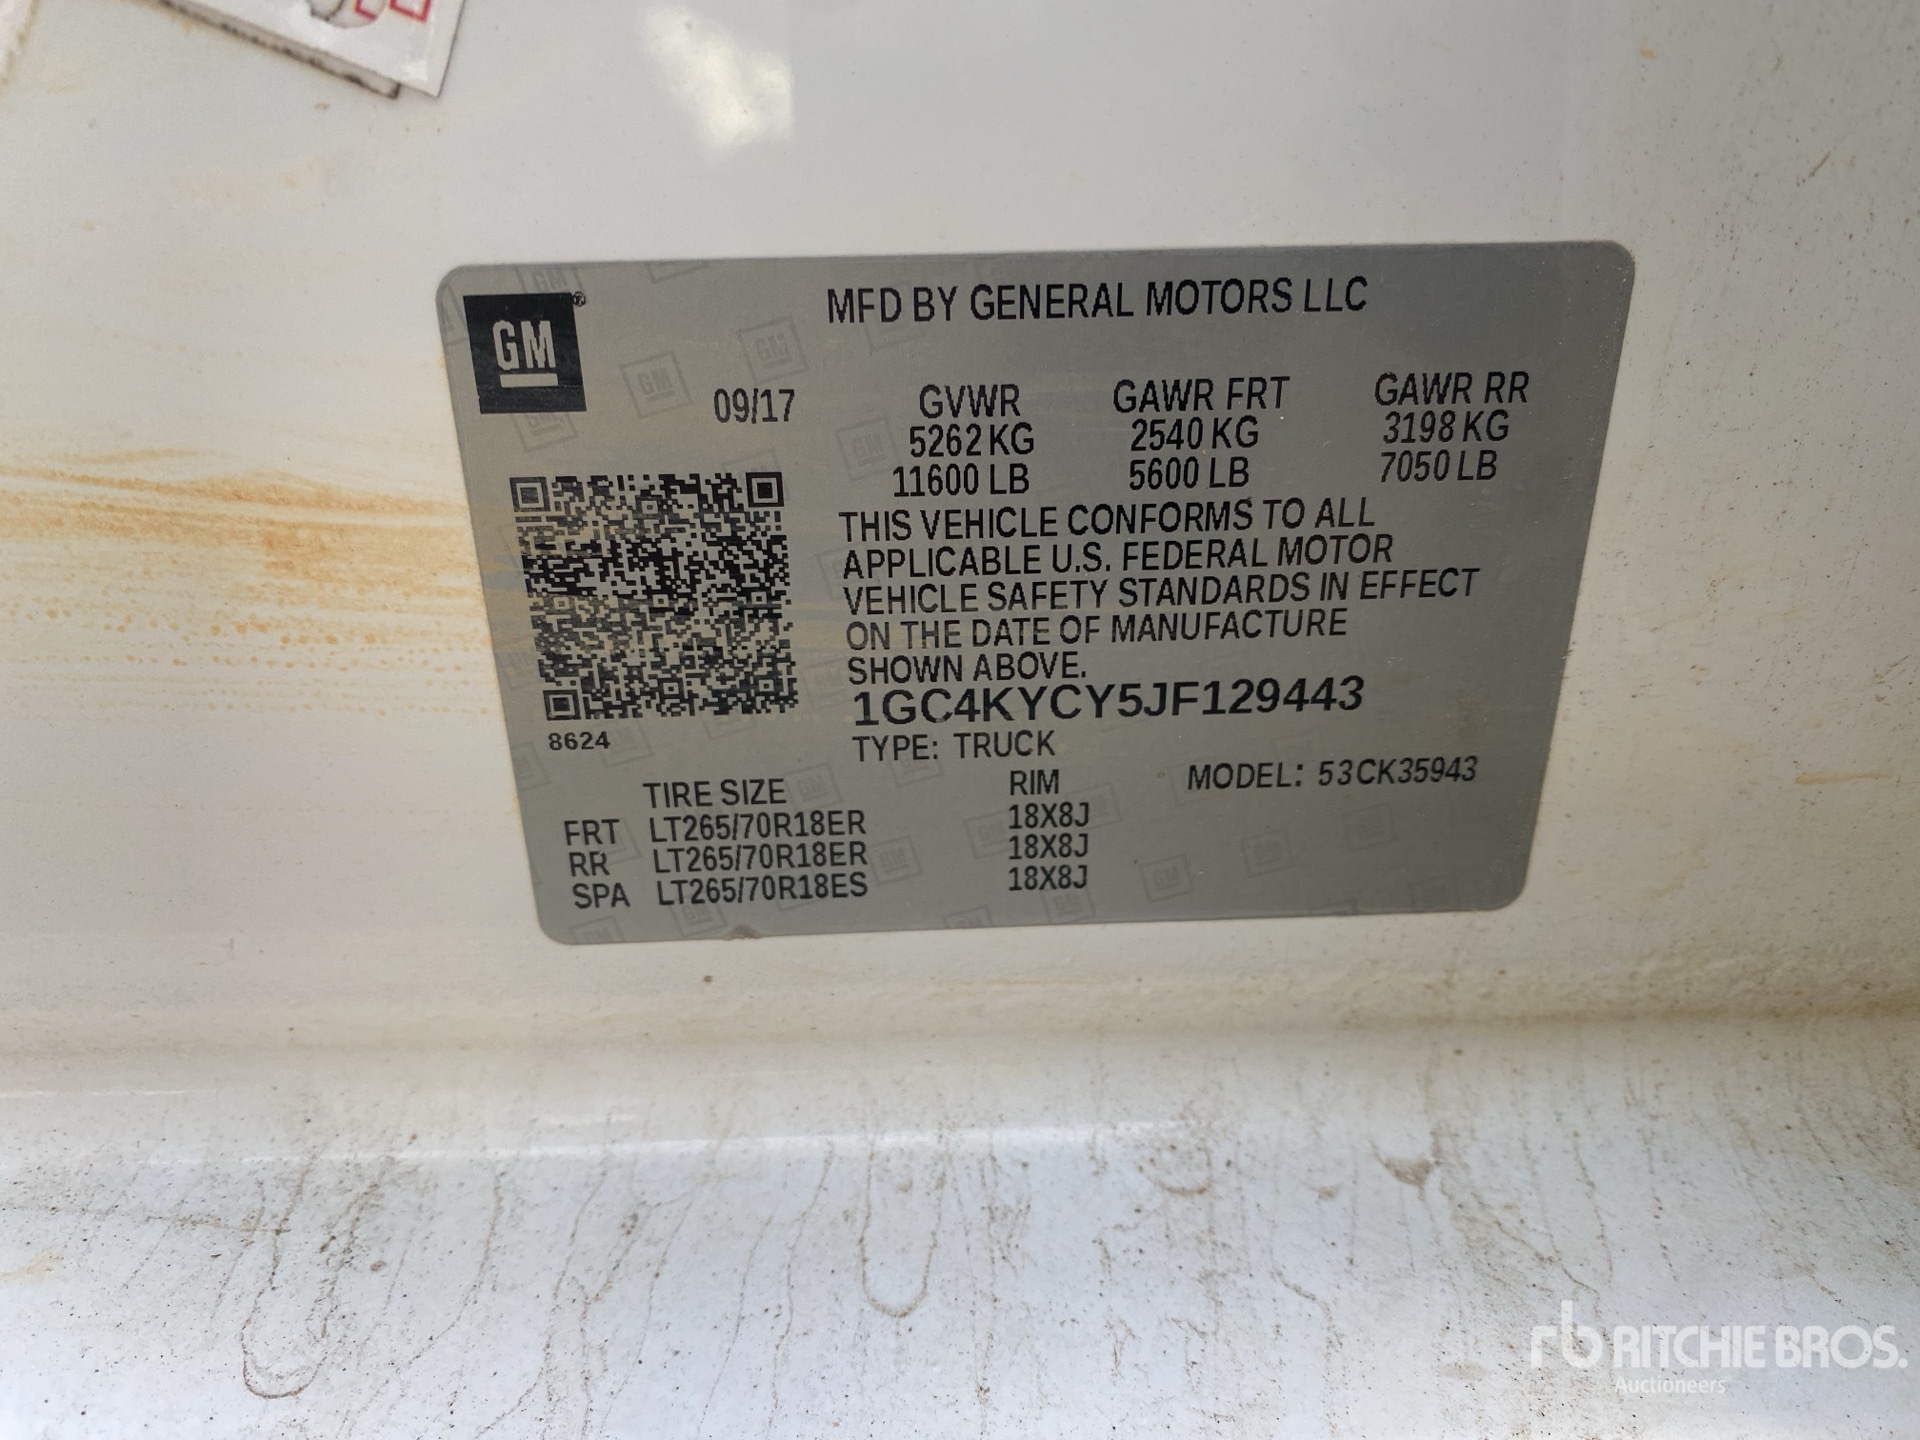 GM
MFD BY GENERAL MOTORS LLC
09/17 GVWR GAWR FRT GAWR RR
5262 KG 2540 KG 3198 KG
11600 LB 5600 LB 7050 LB
THIS VEHICLE CONFORMS TO ALL
APPLICABLE U.S. FEDERAL MOTOR
VEHICLE SAFETY STANDARDS IN EFFECT
ON THE DATE OF MANUFACTURE
SHOWN ABOVE.
1GC4KYCY5JF129443
8624
TYPE: TRUCK
MODEL: 53CK35943
TIRE SIZE RIM
FRT LT265/70R18ER 18X8J
RR LT265/70R18ER 18X8J
SPA LT265/70R18ES 18X8J
rb RITCHIE BROS.
Auctioneers